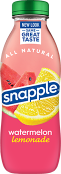 NEW LOOK
SAME
GREAT
TASTE
ALL NATURAL
snapple
watermelon
lemonade